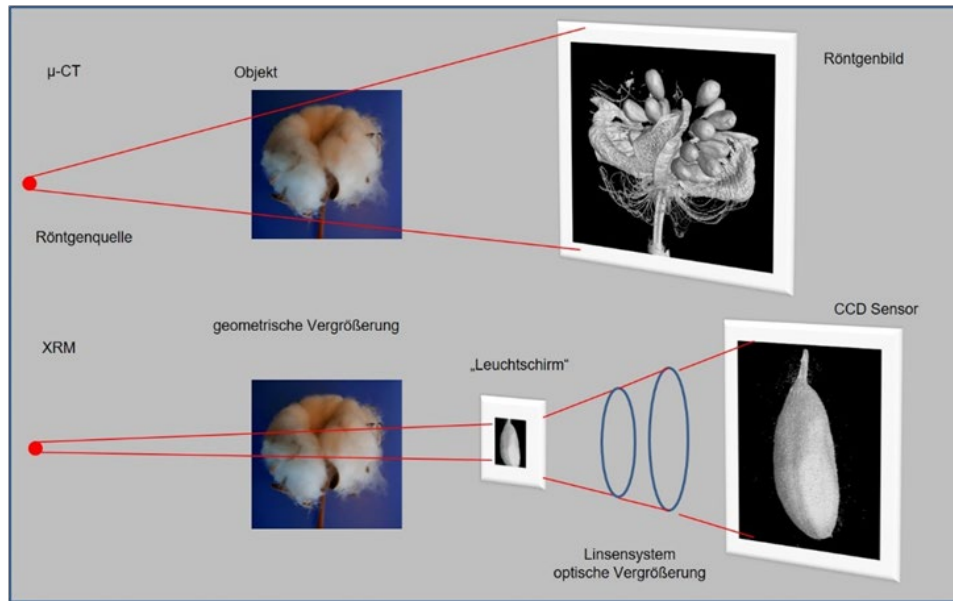 µ-CT
Objekt
Röntgenbild
Röntgenquelle
geometrische Vergrößerung
CCD Sensor
XRM
„Leuchtschirm“
Linsensystem
optische Vergrößerung